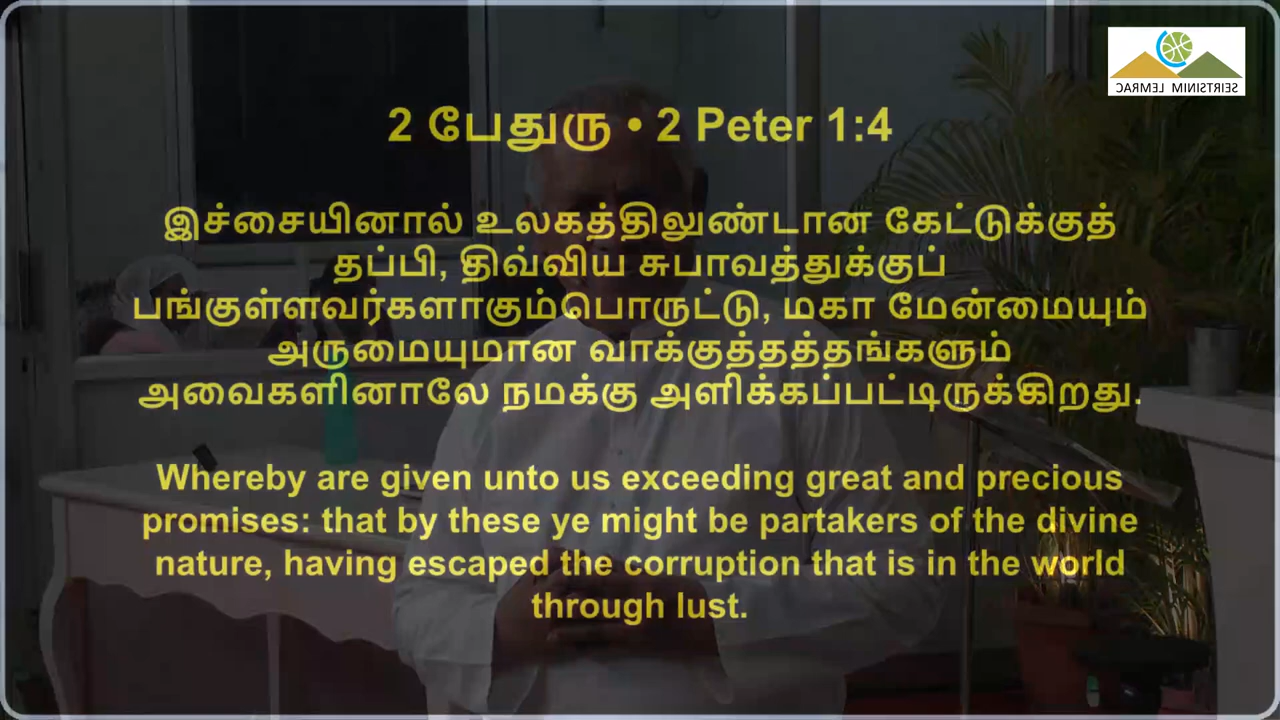 CARMEL MINISTRIES
2 பேதுரு • 2 Peter 1:4
இச்சையினால் உலகத்திலுண்டான கேட்டுக்குத்
தப்பி, திவ்விய சுபாவத்துக்குப்
பங்குள்ளவர்களாகும்பொருட்டு, மகா மேன்மையும்
அருமையுமான வாக்குத்தத்தங்களும்
அவைகளினாலே நமக்கு அளிக்கப்பட்டிருக்கிறது.
Whereby are given unto us exceeding great and precious
promises: that by these ye might be partakers of the divine
nature, having escaped the corruption that is in the world
through lust.